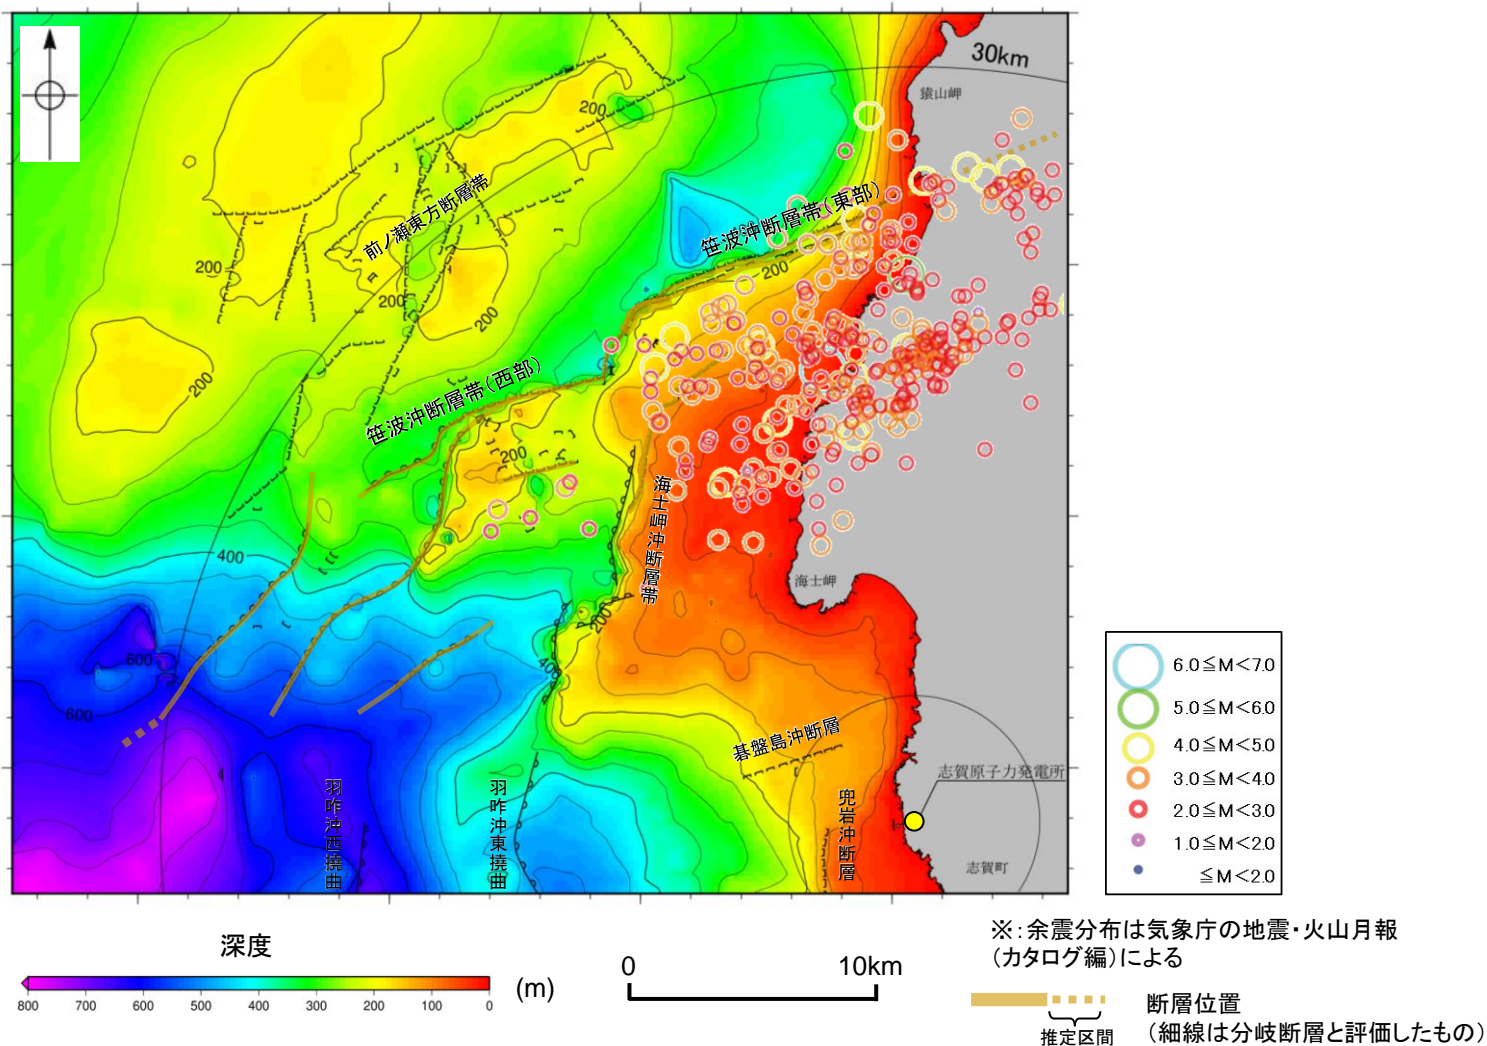 30km
猿山岬
200
前ノ瀬東方断層帯
笹波沖断層帯(東部)
200
200
200
200
200
笹波沖断層帯(西部)
200
海士岬沖断層帯
400
海士岬
200
400
600
600
碁盤島沖断層
志賀原子力発電所
羽咋沖西撓曲
羽咋沖東撓曲
兜岩沖断層
志賀町
6.0≦M<7.0
5.0≦M<6.0
4.0≦M<5.0
3.0≦M<4.0
2.0≦M<3.0
1.0≦M<2.0
≦M<2.0
深度
800 700 600 500 400 300 200 100 0
(m)
0 10km
※:余震分布は気象庁の地震・火山月報
(カタログ編)による
断層位置
(細線は分岐断層と評価したもの)
推定区間